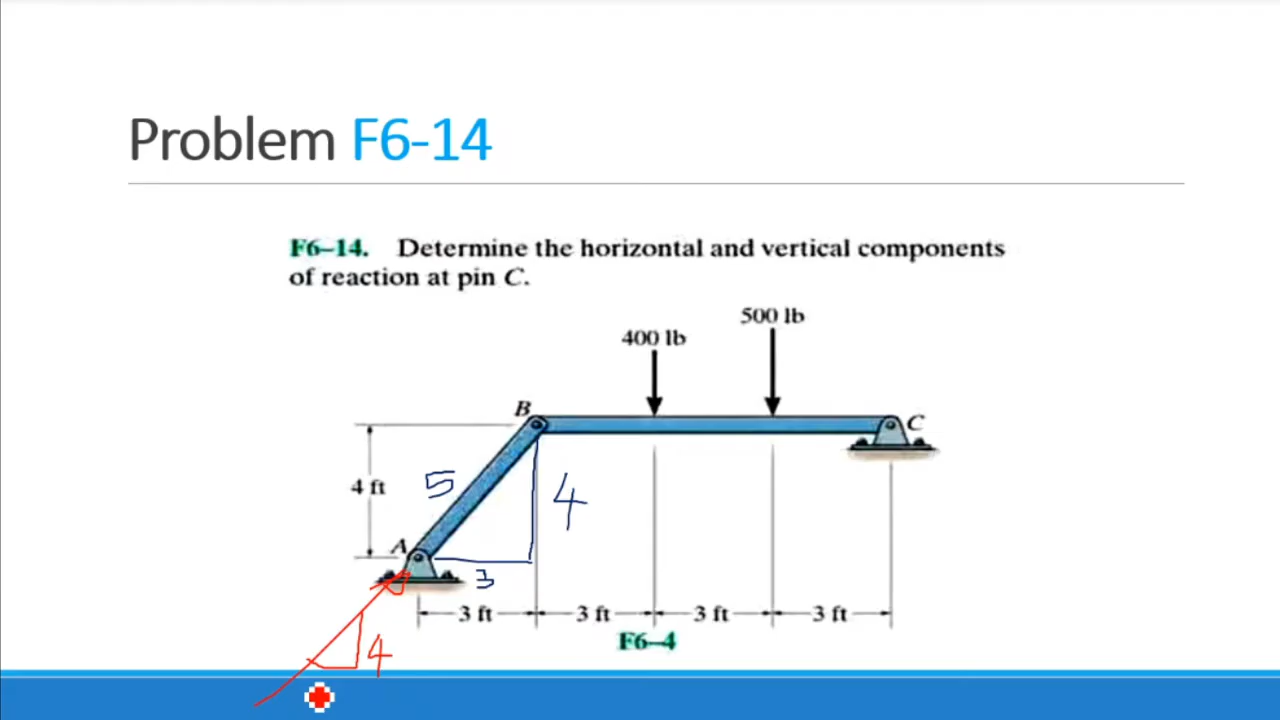 Problem F6-14
F6–14. Determine the horizontal and vertical components
of reaction at pin C.
500 lb
400 lb
B
C
4 ft
5
4
A
3
3 ft
3 ft
3 ft
3 ft
F6–4
4